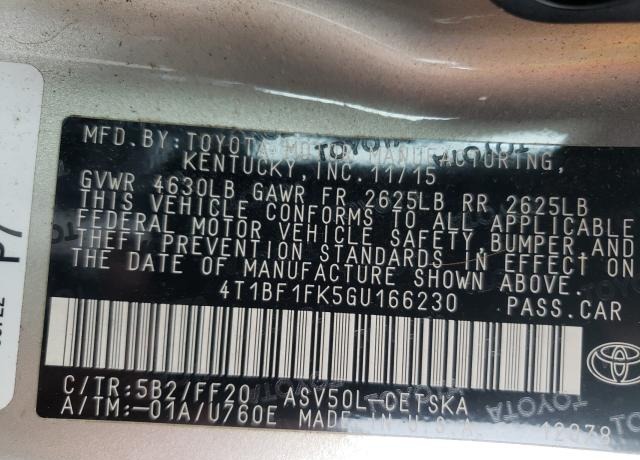 MFD. BY: TOYOTA MOTOR MANUFACTURING,
KENTUCKY, INC. 11/15
GVWR 4630LB GAWR FR 2625LB RR 2625LB
THIS VEHICLE CONFORMS TO ALL APPLICABLE
FEDERAL MOTOR VEHICLE SAFETY, BUMPER, AND
THEFT PREVENTION STANDARDS IN EFFECT ON
THE DATE OF MANUFACTURE SHOWN ABOVE.
4T1BF1FK5GU166230 PASS.CAR
C/TR:5B2/FF20 ASV50L-CETSKA
A/TM:-01A/U760E MADE IN U.S.A. 12078